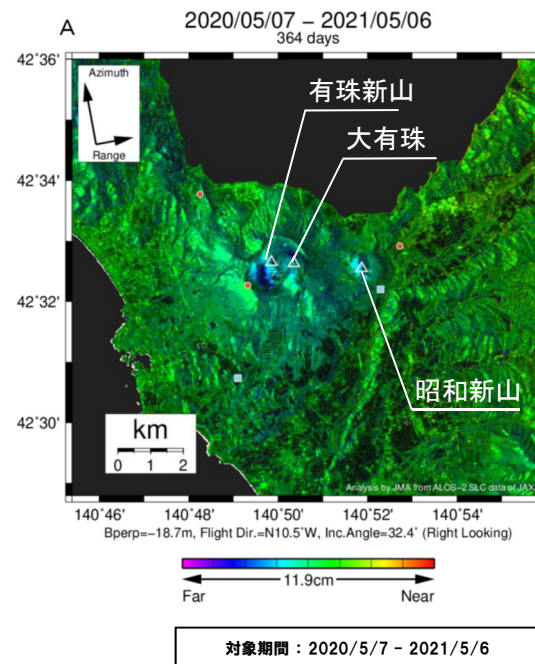 A
2020/05/07 − 2021/05/06
364 days
42˚36'
Azimuth
Range
有珠新山
大有珠
42˚34'
42˚32'
昭和新山
42˚30'
km
0 1 2
Analysis by JMA from ALOS−2 SLC data of JAX
140˚46' 140˚48' 140˚50' 140˚52' 140˚54'
Bperp=−18.7m, Flight Dir.=N10.5˚W, Inc.Angle=32.4˚ (Right Looking)
11.9cm
Far Near
対象期間：2020/5/7 - 2021/5/6